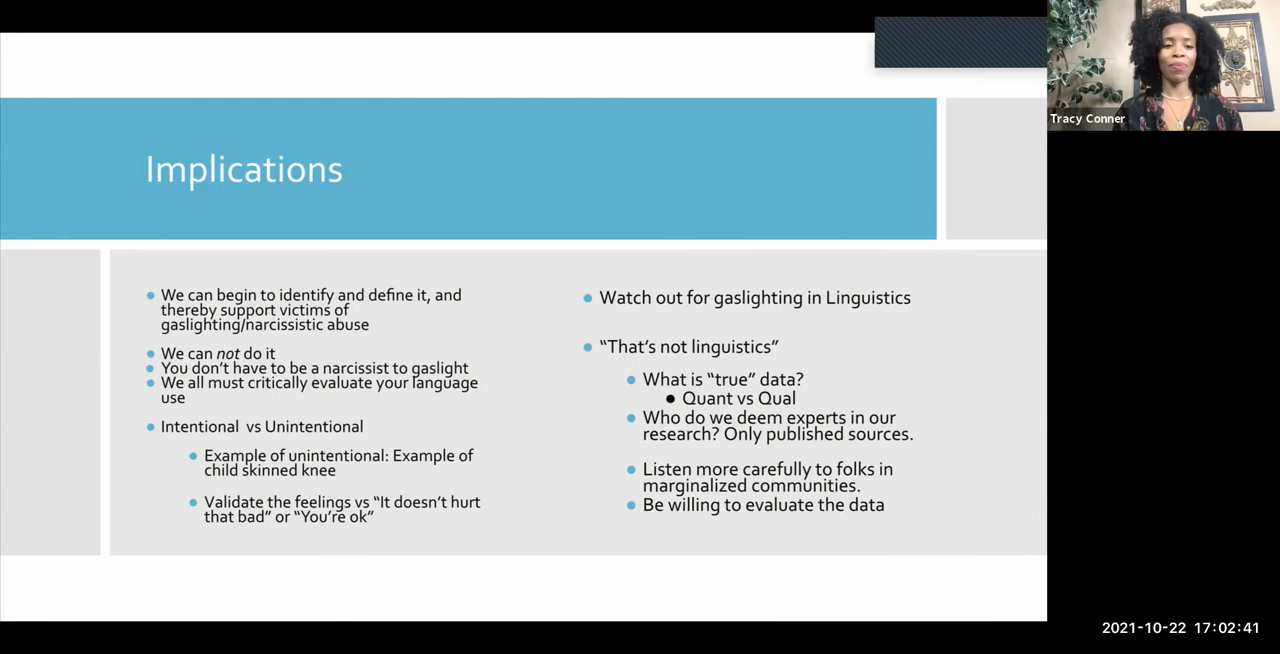 Implications
We can begin to identify and define it, and
thereby support victims of
gaslighting/narcissistic abuse
We can not do it
You don't have to be a narcissist to gaslight
We all must critically evaluate your language
use
Intentional vs Unintentional
Example of unintentional: Example of
child skinned knee
Validate the feelings vs “It doesn't hurt
that bad” or “You're ok”
Watch out for gaslighting in Linguistics
“That's not linguistics”
What is “true” data?
Quant vs Qual
Who do we deem experts in our
research? Only published sources.
Listen more carefully to folks in
marginalized communities.
Be willing to evaluate the data
Tracy Conner
2021-10-22 17:02:41